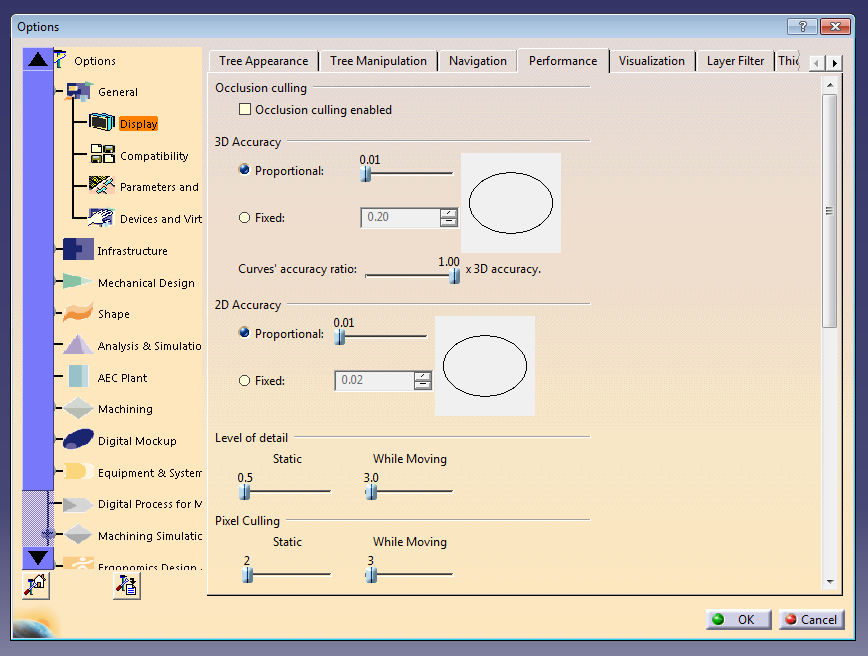 Options
Options
General
Display
Compatibility
Parameters and
Devices and Virt
Infrastructure
Mechanical Design
Shape
Analysis & Simulatio
AEC Plant
Machining
Digital Mockup
Equipment & System
Digital Process for M
Machining Simulatio
Ergonomics Design
Tree Appearance Tree Manipulation Navigation Performance Visualization Layer Filter Thic
Occlusion culling
Occlusion culling enabled
3D Accuracy
0.01
Proportional:
Fixed: 0.20
1.00
Curves' accuracy ratio: x 3D accuracy.
2D Accuracy
0.01
Proportional:
Fixed: 0.02
Level of detail
Static While Moving
0.5 3.0
Pixel Culling
Static While Moving
2 3
OK Cancel